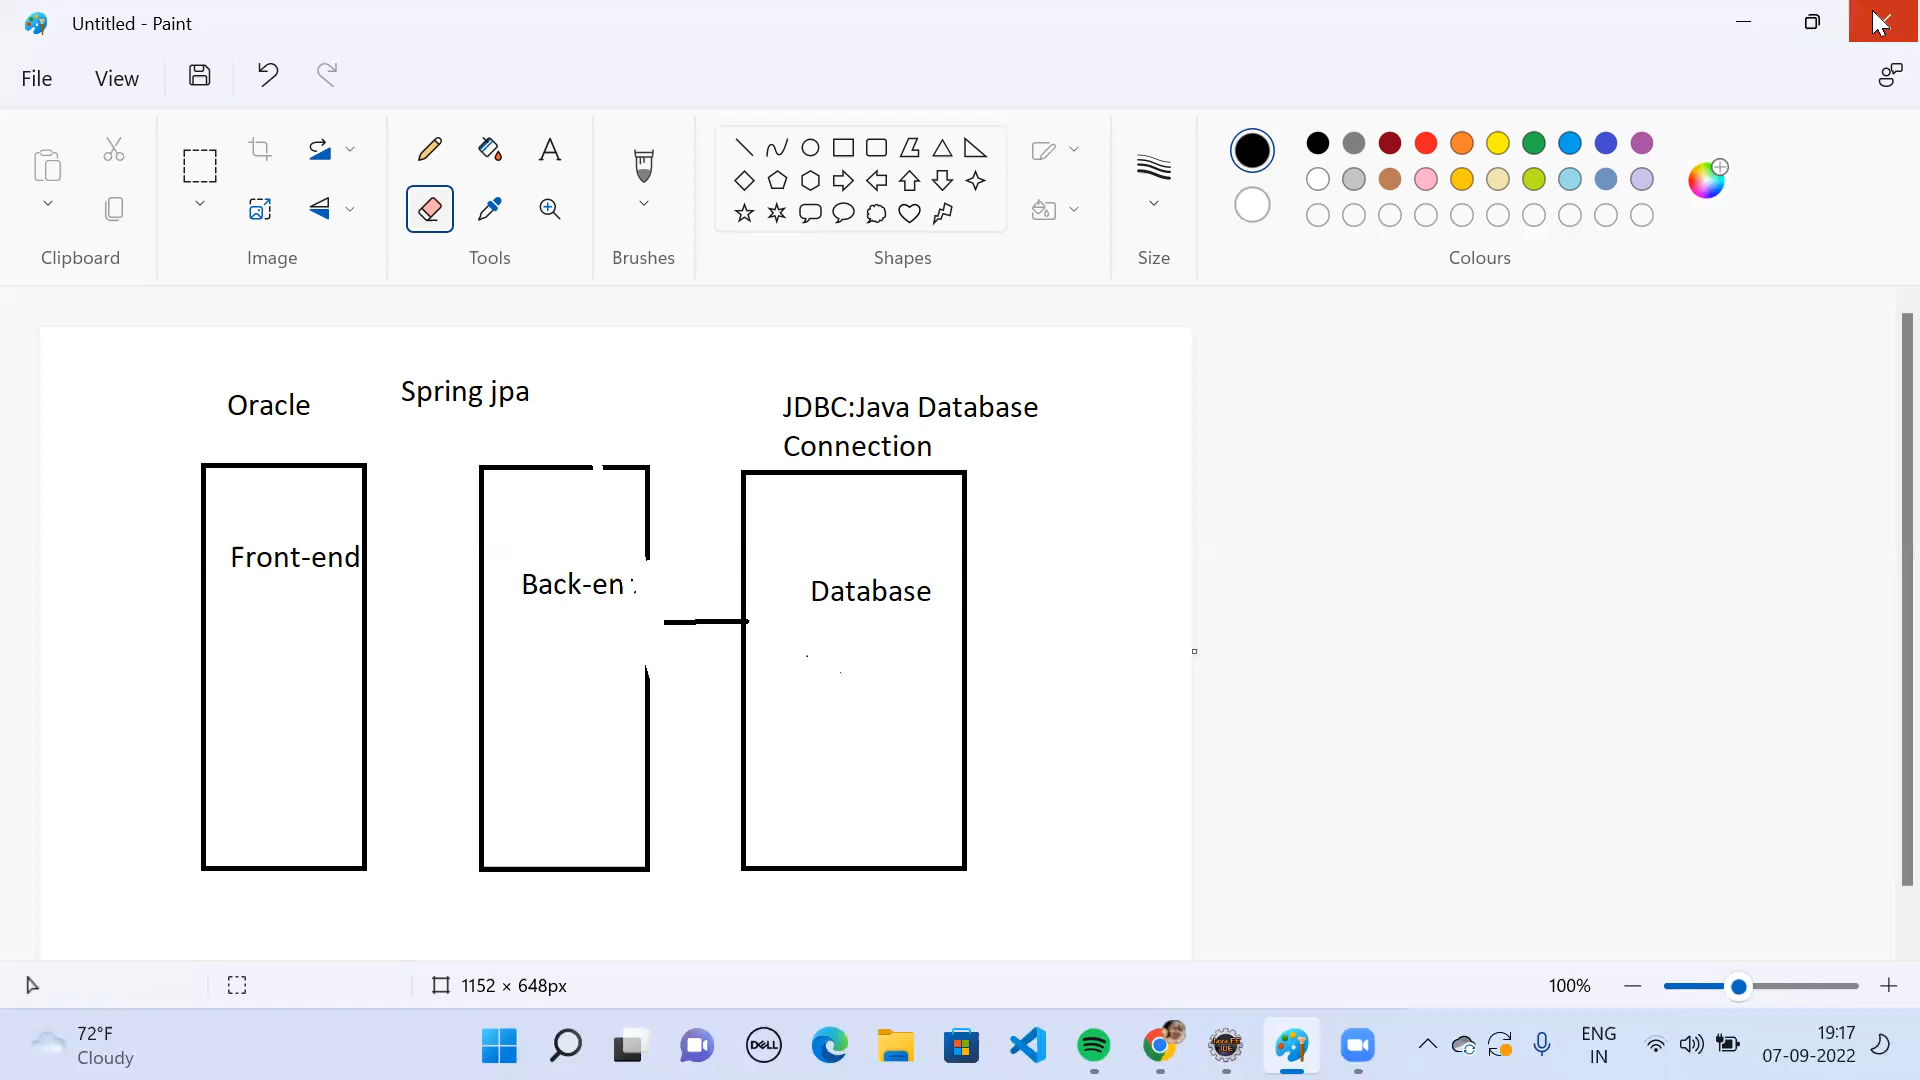 Untitled - Paint
File
View
Clipboard
Image
Tools
Brushes
Shapes
Size
Colours
Oracle
Spring jpa
JDBC:Java Database
Connection
Front-end
Back-en
Database
1152 × 648px
100%
72°F
Cloudy
DELL
ENG
IN
19:17
07-09-2022